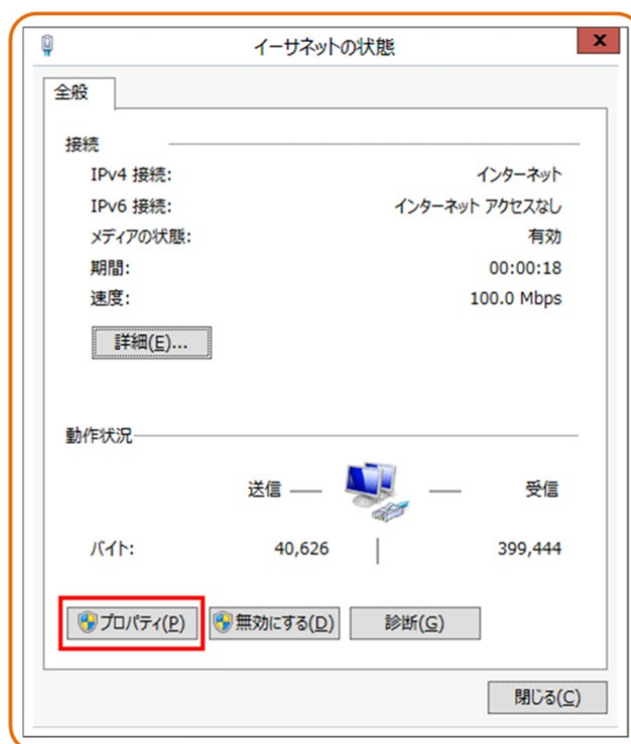 イーサネットの状態
x
全般
接続
IPv4 接続: インターネット
IPv6 接続: インターネット アクセスなし
メディアの状態: 有効
期間: 00:00:18
速度: 100.0 Mbps
詳細(E)...
動作状況
送信 受信
バイト: 40,626 399,444
プロパティ(P) 無効にする(D) 診断(G)
閉じる(C)